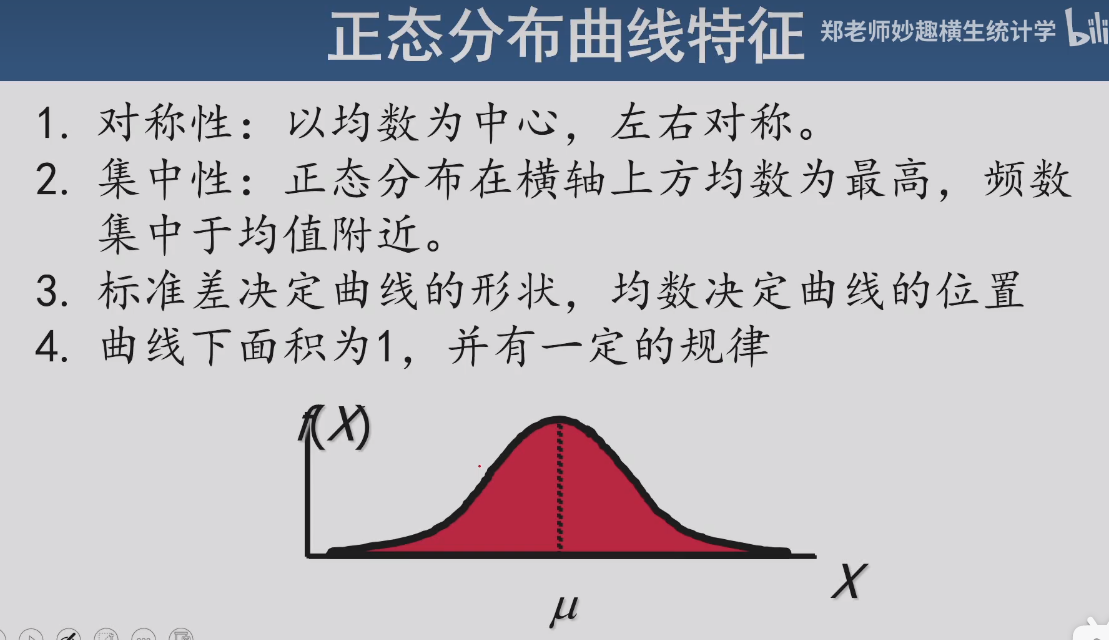 正态分布曲线特征
郑老师妙趣横生统计学
bili
1. 对称性：以均数为中心，左右对称。
2. 集中性：正态分布在横轴上方均数为最高，频数
集中于均值附近。
3. 标准差决定曲线的形状，均数决定曲线的位置
4. 曲线下面积为1，并有一定的规律
f(X)
X
μ